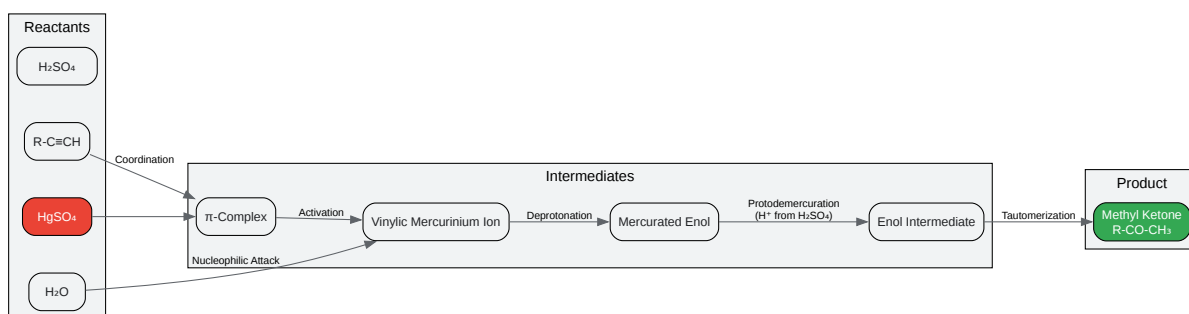 Reactants
H₂SO₄
R-C≡CH
HgSO₄
H₂O
Coordination
Nucleophilic Attack
Intermediates
π-Complex
Activation
Vinylic Mercurinium Ion
Deprotonation
Mercurated Enol
Protodemercuration
(H⁺ from H₂SO₄)
Enol Intermediate
Tautomerization
Product
Methyl Ketone
R-CO-CH₃